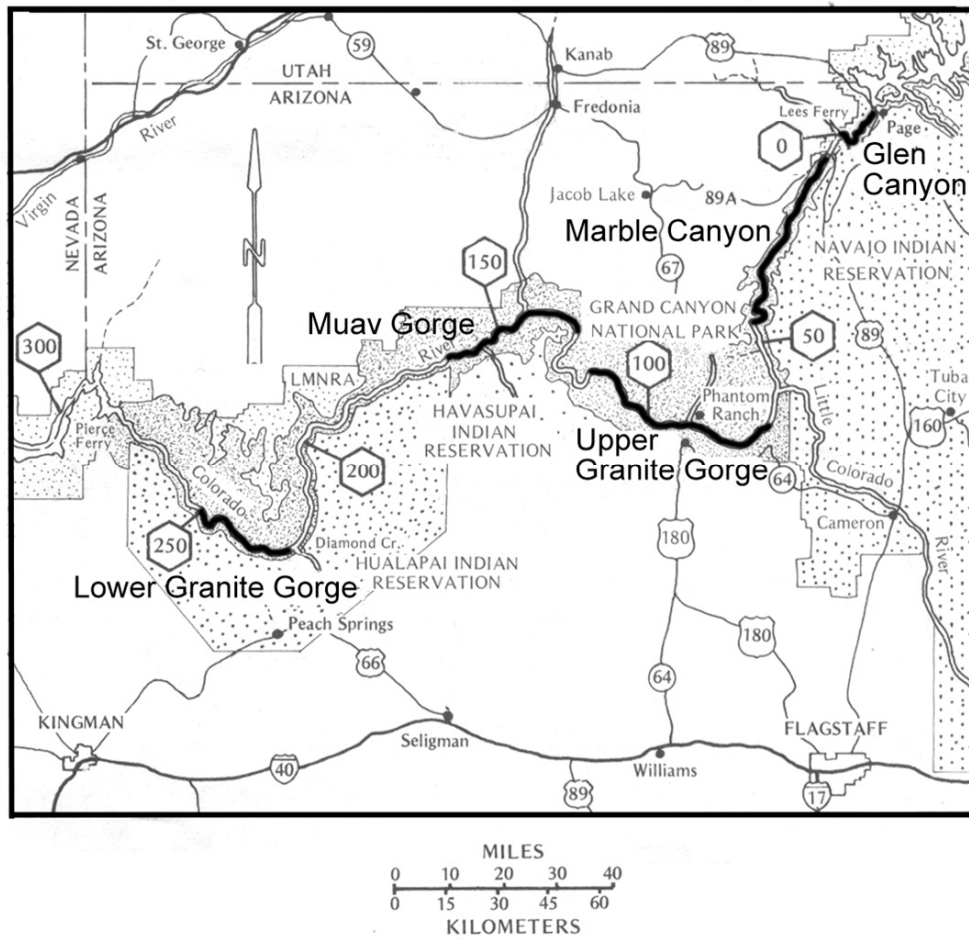 St. George
59
Kanab
89
UTAH
ARIZONA
Fredonia
Lees Ferry
Page
0
Glen
Canyon
River
Virgin
NEVADA
ARIZONA
N
Jacob Lake
89A
Marble Canyon
67
NAVAJO INDIAN
RESERVATION
150
GRAND CANYON
NATIONAL PARK
Muav Gorge
River
300
50
89
100
LMNRA
Phantom
Ranch
Tuba
City
160
Pierce
Ferry
HAVASUPAI
INDIAN
RESERVATION
Little
Colorado
River
Upper
Granite Gorge
200
64
Colorado
Cameron
180
250
Diamond Cr.
HUALAPAI INDIAN
RESERVATION
Lower Granite Gorge
Peach Springs
66
180
64
KINGMAN
Seligman
FLAGSTAFF
40
Williams
89
17
MILES
0 10 20 30 40
0 15 30 45 60
KILOMETERS